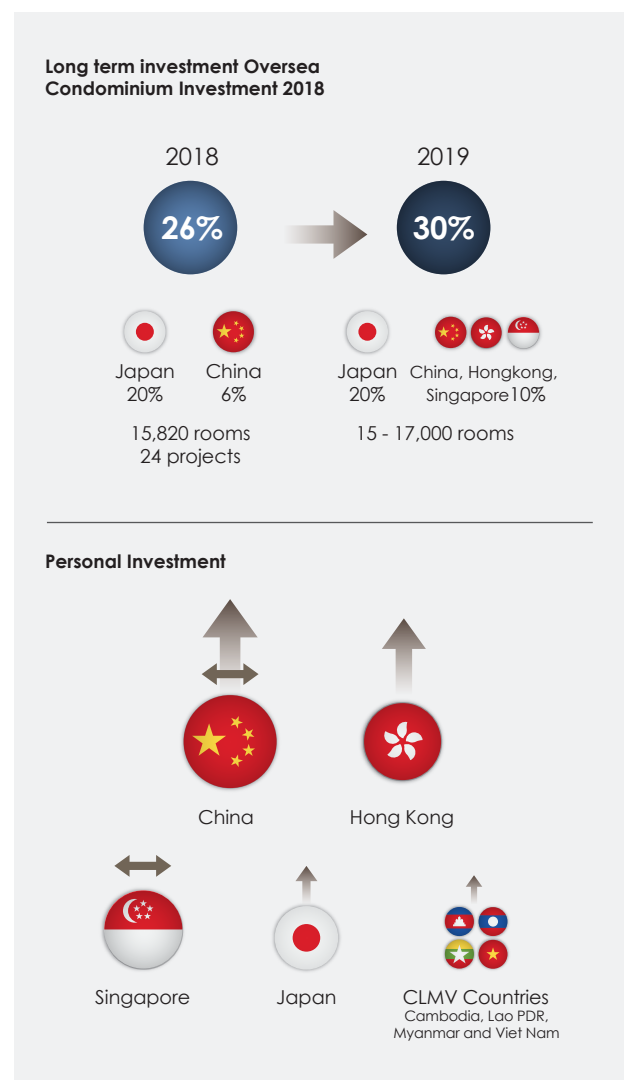 Long term investment Oversea
Condominium Investment 2018
2018
2019
26%
30%
Japan
20%
China
6%
Japan
20%
China, Hongkong,
Singapore 10%
15,820 rooms
24 projects
15 - 17,000 rooms
Personal Investment
China
Hong Kong
Singapore
Japan
CLMV Countries
Cambodia, Lao PDR,
Myanmar and Viet Nam